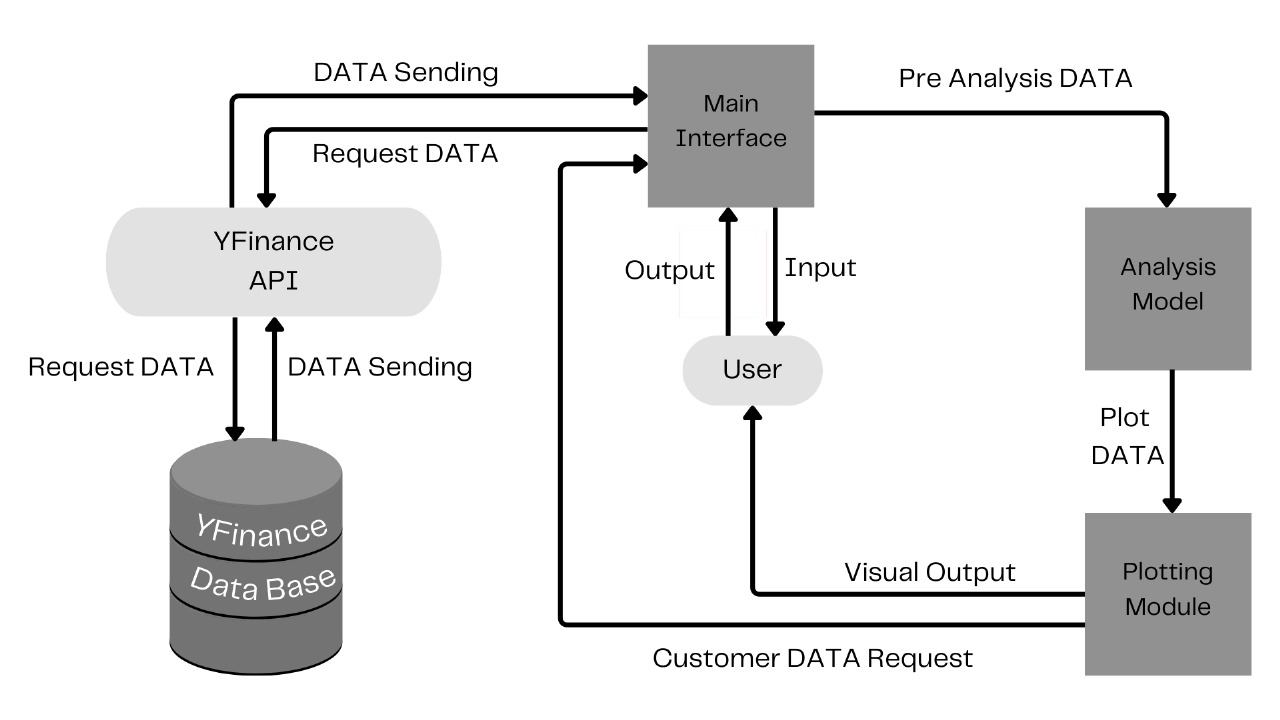 DATA Sending
Main
Interface
Pre Analysis DATA
Request DATA
YFinance
API
Output
Input
Analysis
Model
Request DATA
DATA Sending
User
Plot
DATA
YFinance
Data Base
Visual Output
Plotting
Module
Customer DATA Request